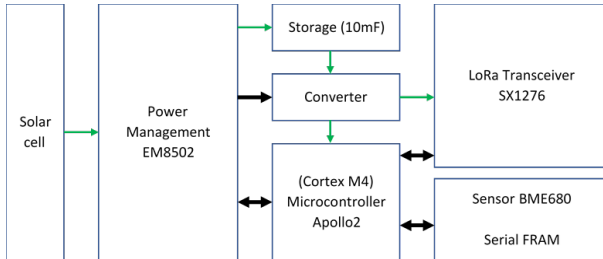 Solar
cell
Power
Management
EM8502
Storage (10mF)
Converter
(Cortex M4)
Microcontroller
Apollo2
LoRa Transceiver
SX1276
Sensor BME680
Serial FRAM